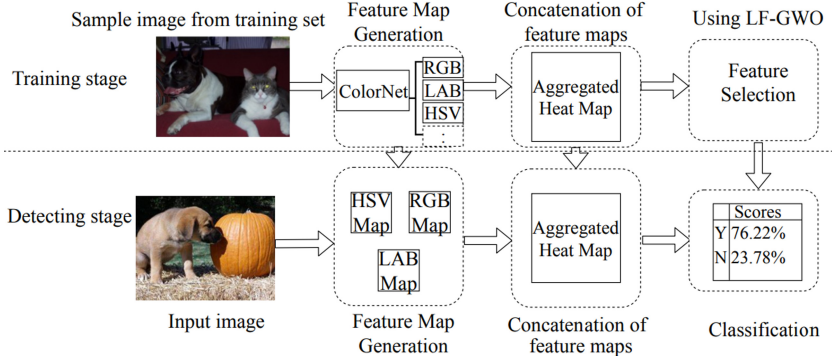 Sample image from training set
Feature Map
Generation
Concatenation of
feature maps
Using LF-GWO
Training stage
ColorNet
RGB
LAB
HSV
Aggregated
Heat Map
Feature
Selection
Detecting stage
HSV
Map
RGB
Map
LAB
Map
Aggregated
Heat Map
Scores
Y 76.22%
N 23.78%
Input image
Feature Map
Generation
Concatenation of
feature maps
Classification